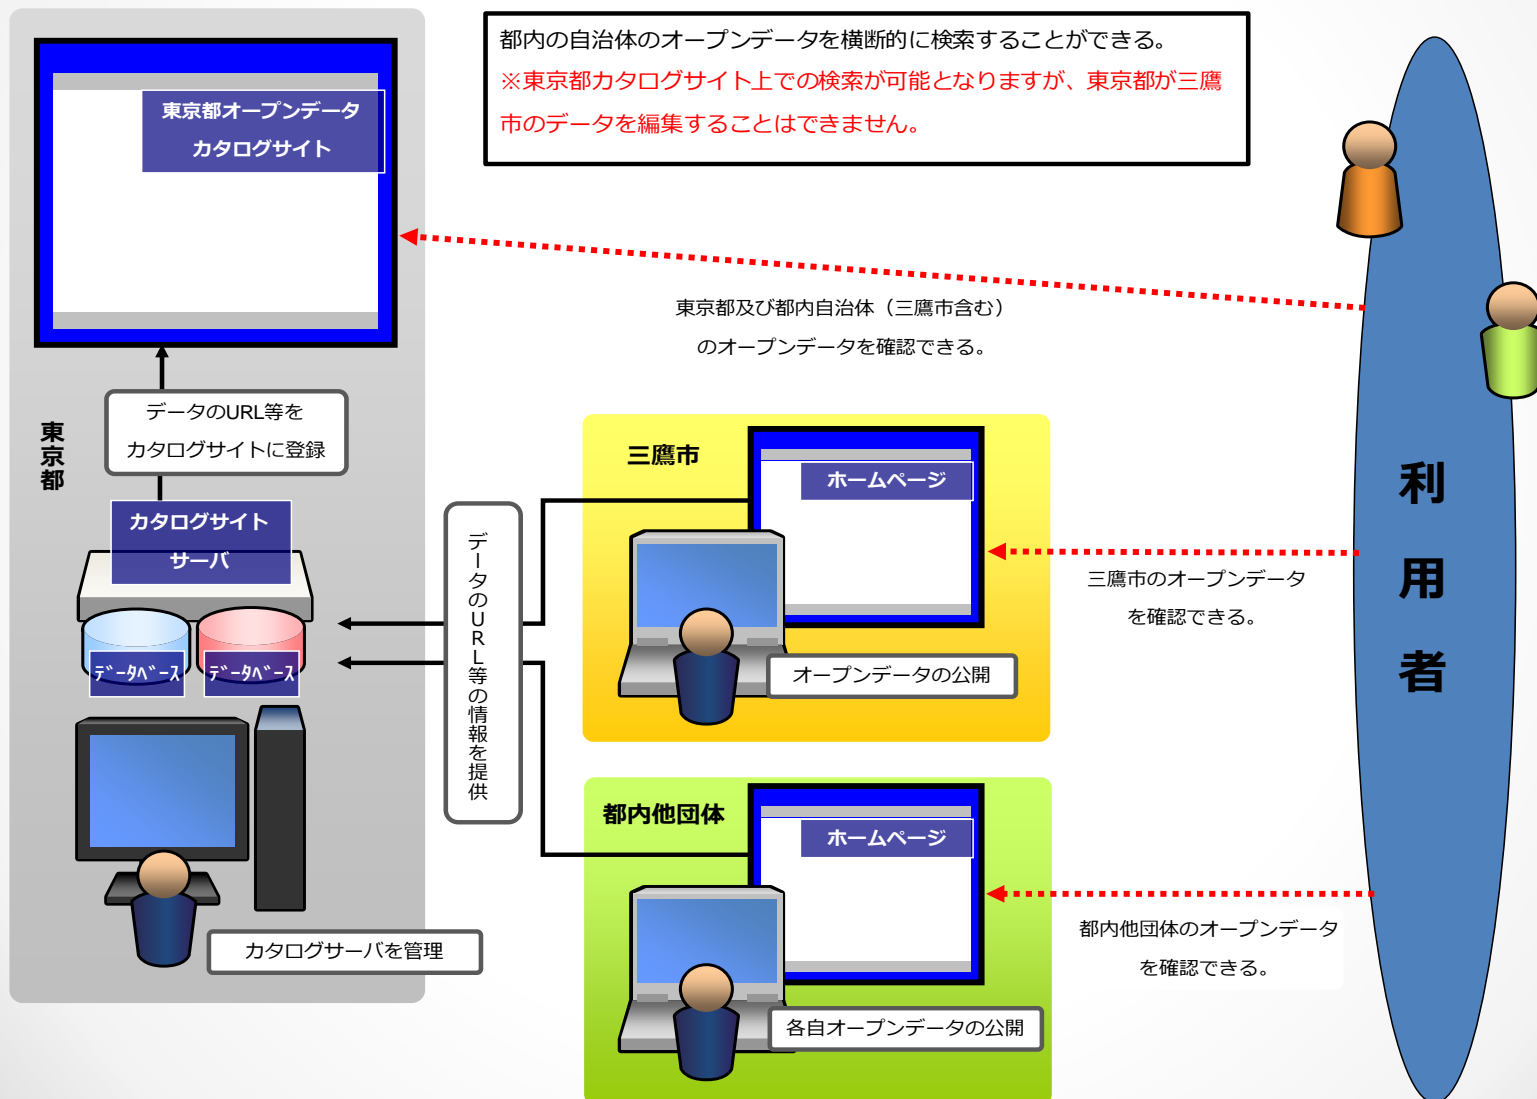 都内の自治体のオープンデータを横断的に検索することができる。
※東京都カタログサイト上での検索が可能となりますが、東京都が三鷹
市のデータを編集することはできません。
東京都オープンデータ
カタログサイト
東京都及び都内自治体（三鷹市含む）
のオープンデータを確認できる。
データのURL等を
カタログサイトに登録
東京都
カタログサイト
サーバ
ﾃﾞｰﾀﾍﾞｰｽ
ﾃﾞｰﾀﾍﾞｰｽ
カタログサーバを管理
データのURL等の情報を提供
三鷹市
ホームページ
オープンデータの公開
三鷹市のオープンデータ
を確認できる。
都内他団体
ホームページ
各自オープンデータの公開
都内他団体のオープンデータ
を確認できる。
利用者